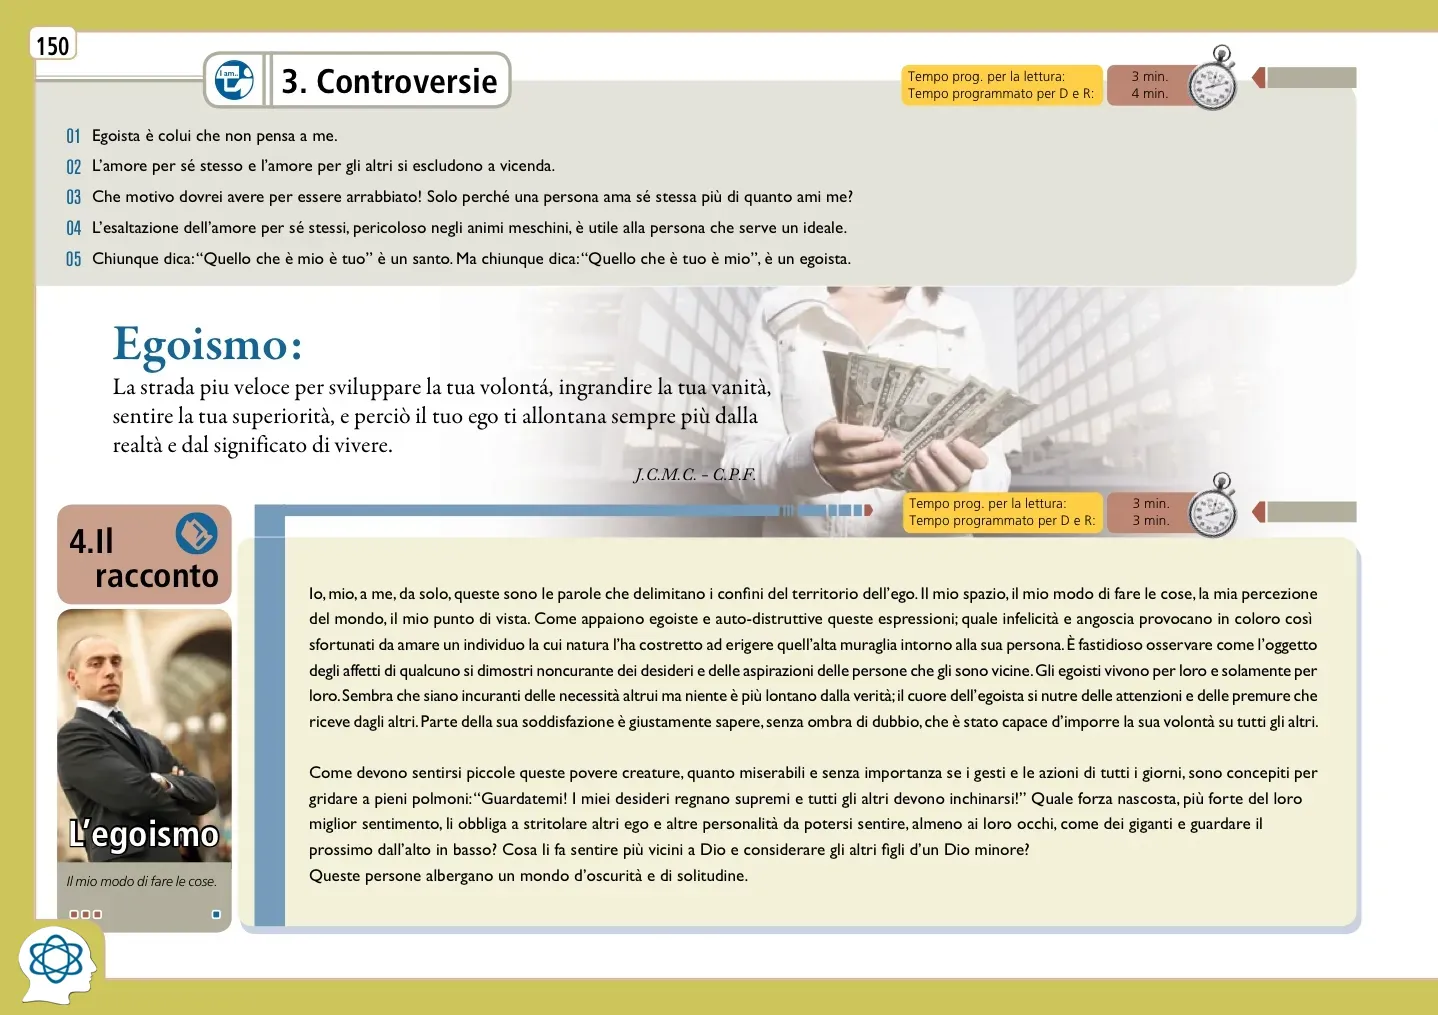 150
I am...
3. Controversie
Tempo prog. per la lettura: 3 min.
Tempo programmato per D e R: 4 min.
01 Egoista è colui che non pensa a me.
02 L'amore per sé stesso e l'amore per gli altri si escludono a vicenda.
03 Che motivo dovrei avere per essere arrabbiato! Solo perché una persona ama sé stessa più di quanto ami me?
04 L'esaltazione dell'amore per sé stessi, pericoloso negli animi meschini, è utile alla persona che serve un ideale.
05 Chiunque dica: "Quello che è mio è tuo" è un santo. Ma chiunque dica: "Quello che è tuo è mio", è un egoista.
Egoismo:
La strada piu veloce per sviluppare la tua volontá, ingrandire la tua vanità,
sentire la tua superiorità, e perciò il tuo ego ti allontana sempre più dalla
realtà e dal significato di vivere.
J.C.M.C. – C.P.F.
Tempo prog. per la lettura: 3 min.
Tempo programmato per D e R: 3 min.
4.Il
racconto
Io, mio, a me, da solo, queste sono le parole che delimitano i confini del territorio dell'ego. Il mio spazio, il mio modo di fare le cose, la mia percezione
del mondo, il mio punto di vista. Come appaiono egoiste e auto-distruttive queste espressioni; quale infelicità e angoscia provocano in coloro così
sfortunati da amare un individuo la cui natura l'ha costretto ad erigere quell'alta muraglia intorno alla sua persona. È fastidioso osservare come l'oggetto
degli affetti di qualcuno si dimostri noncurante dei desideri e delle aspirazioni delle persone che gli sono vicine. Gli egoisti vivono per loro e solamente per
loro. Sembra che siano incuranti delle necessità altrui ma niente è più lontano dalla verità; il cuore dell'egoista si nutre delle attenzioni e delle premure che
riceve dagli altri. Parte della sua soddisfazione è giustamente sapere, senza ombra di dubbio, che è stato capace d'imporre la sua volontà su tutti gli altri.
Come devono sentirsi piccole queste povere creature, quanto miserabili e senza importanza se i gesti e le azioni di tutti i giorni, sono concepiti per
gridare a pieni polmoni: "Guardatemi! I miei desideri regnano supremi e tutti gli altri devono inchinarsi!" Quale forza nascosta, più forte del loro
miglior sentimento, li obbliga a stritolare altri ego e altre personalità da potersi sentire, almeno ai loro occhi, come dei giganti e guardare il
prossimo dall'alto in basso? Cosa li fa sentire più vicini a Dio e considerare gli altri figli d'un Dio minore?
Queste persone albergano un mondo d'oscurità e di solitudine.
L'egoismo
Il mio modo di fare le cose.